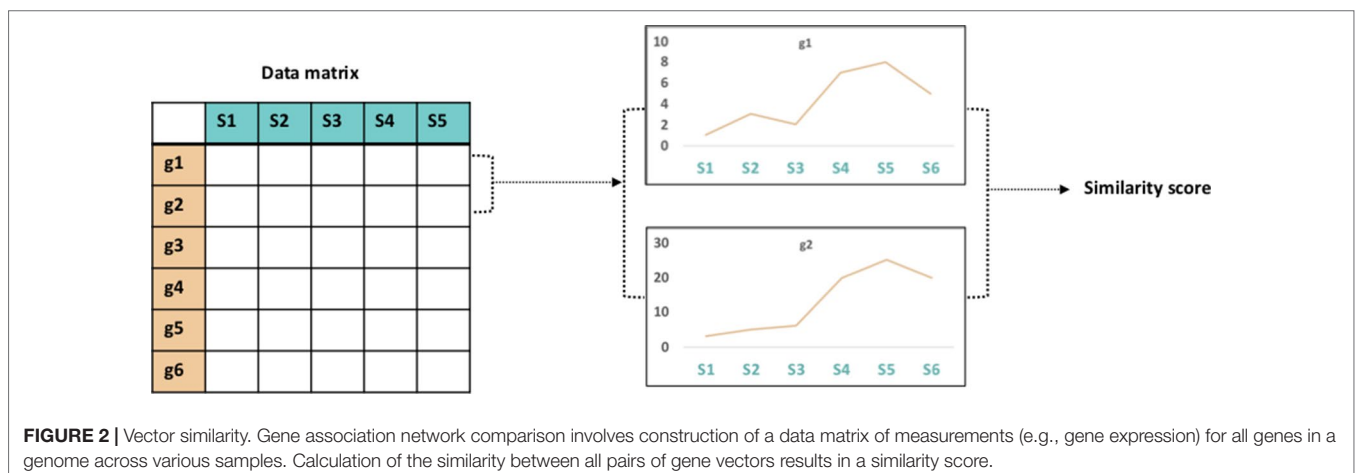 Data matrix
S1 S2 S3 S4 S5
g1
g2
g3
g4
g5
g6
g1
10
8
6
4
2
0
S1 S2 S3 S4 S5 S6
g2
30
20
10
0
S1 S2 S3 S4 S5 S6
Similarity score
FIGURE 2 | Vector similarity. Gene association network comparison involves construction of a data matrix of measurements (e.g., gene expression) for all genes in a
genome across various samples. Calculation of the similarity between all pairs of gene vectors results in a similarity score.